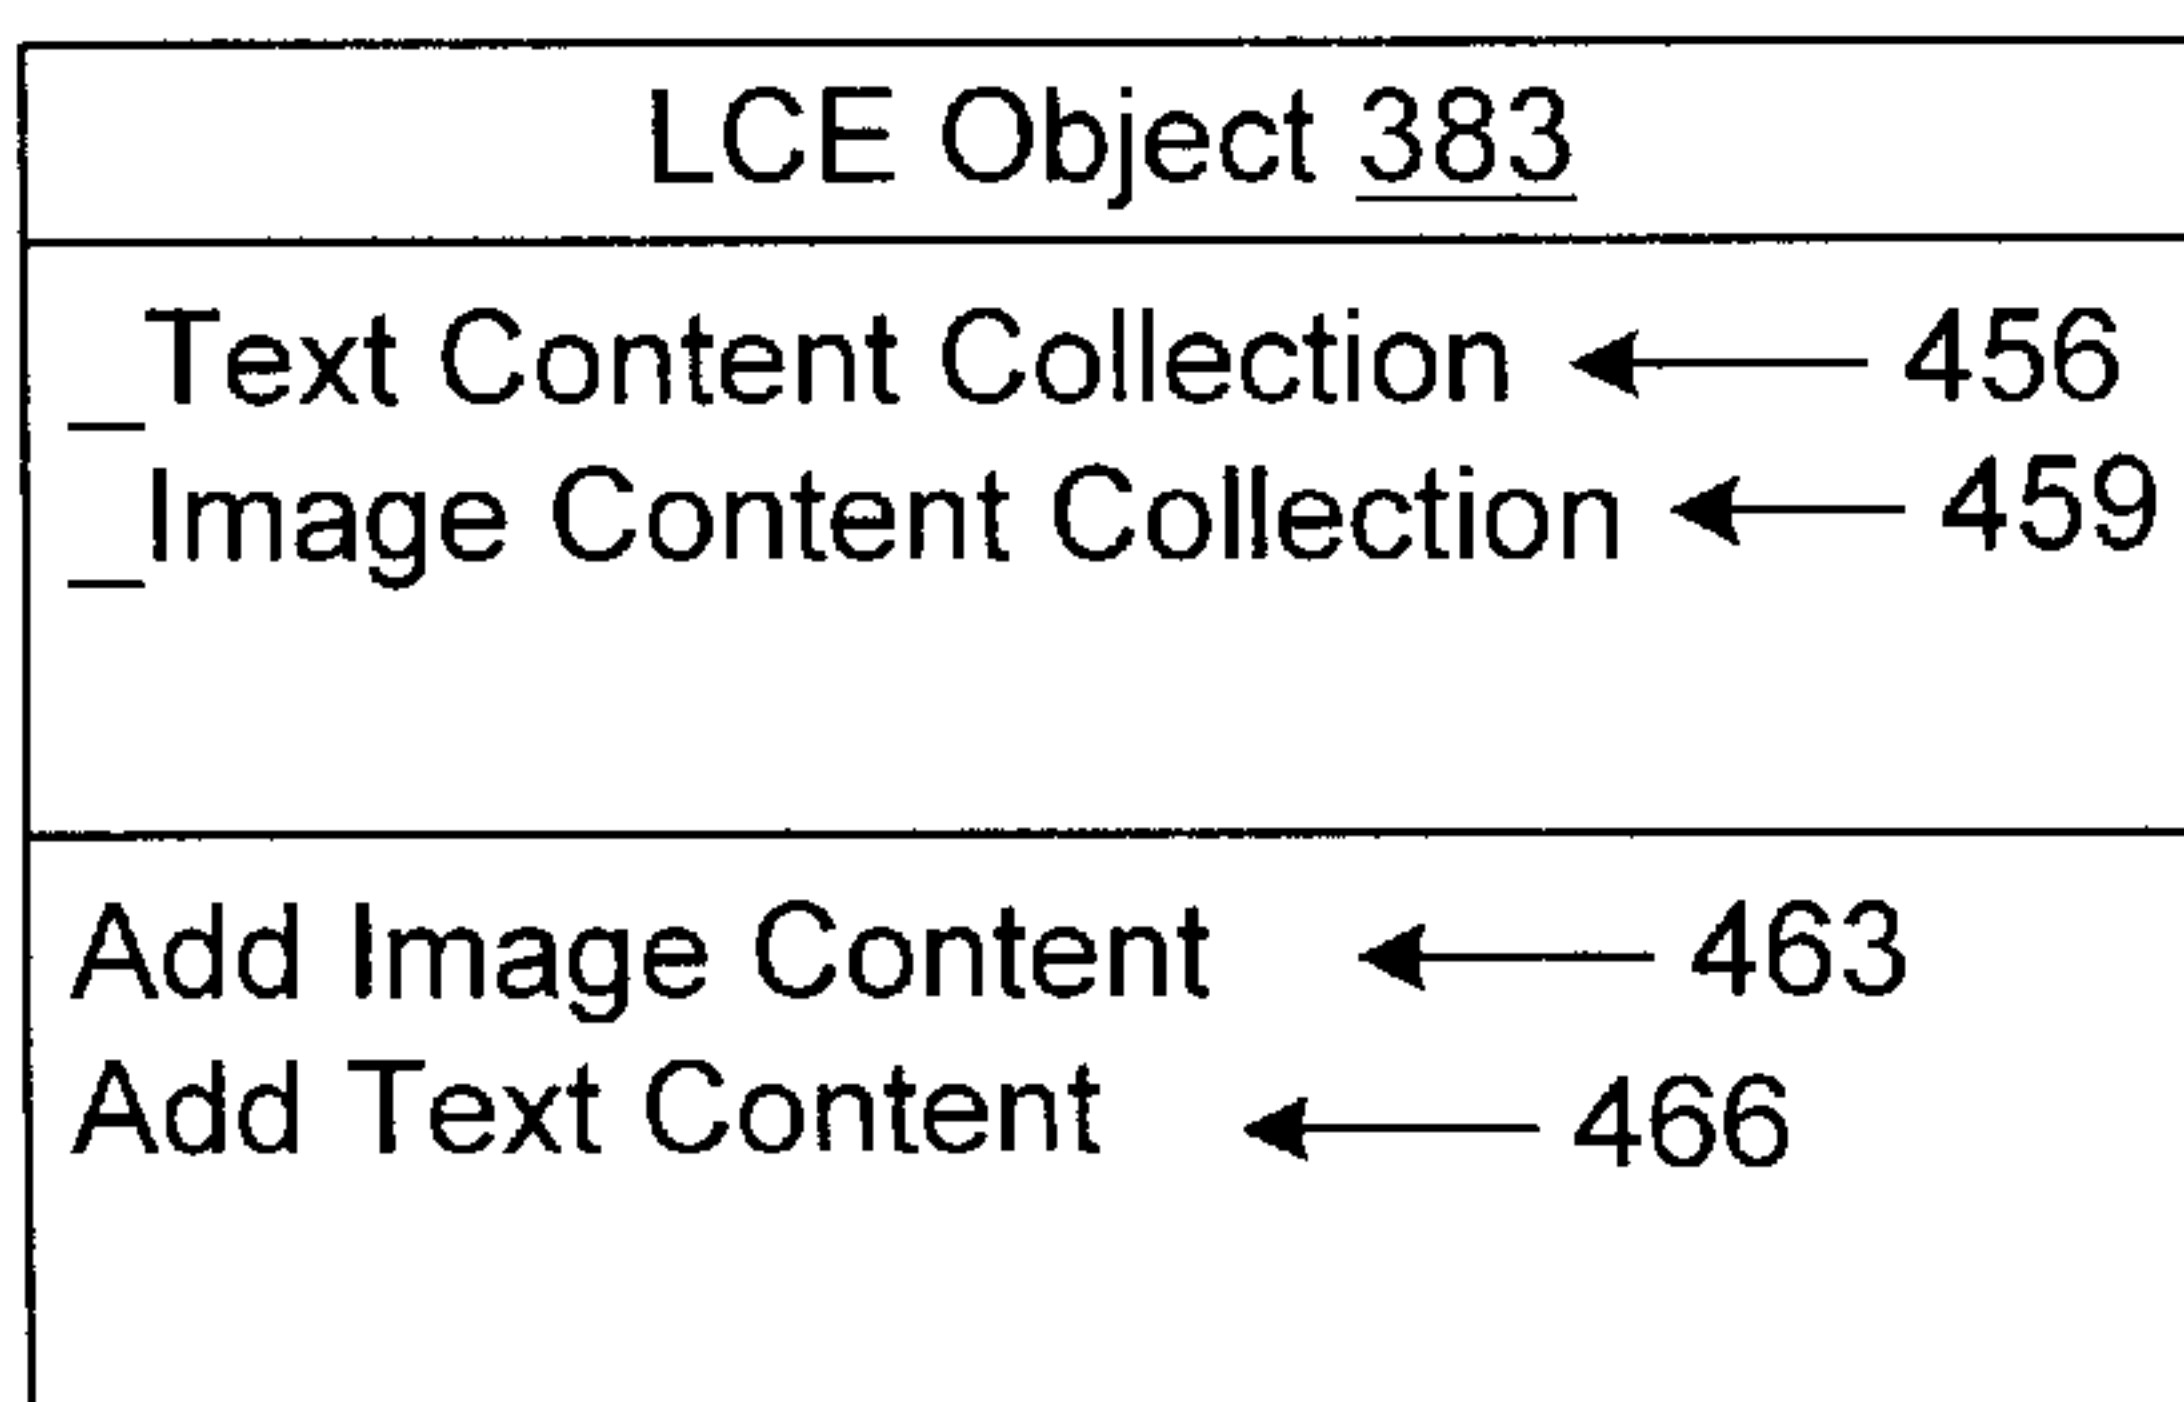 LCE Object 383
_Text Content Collection 456
_Image Content Collection 459
Add Image Content 463
Add Text Content 466